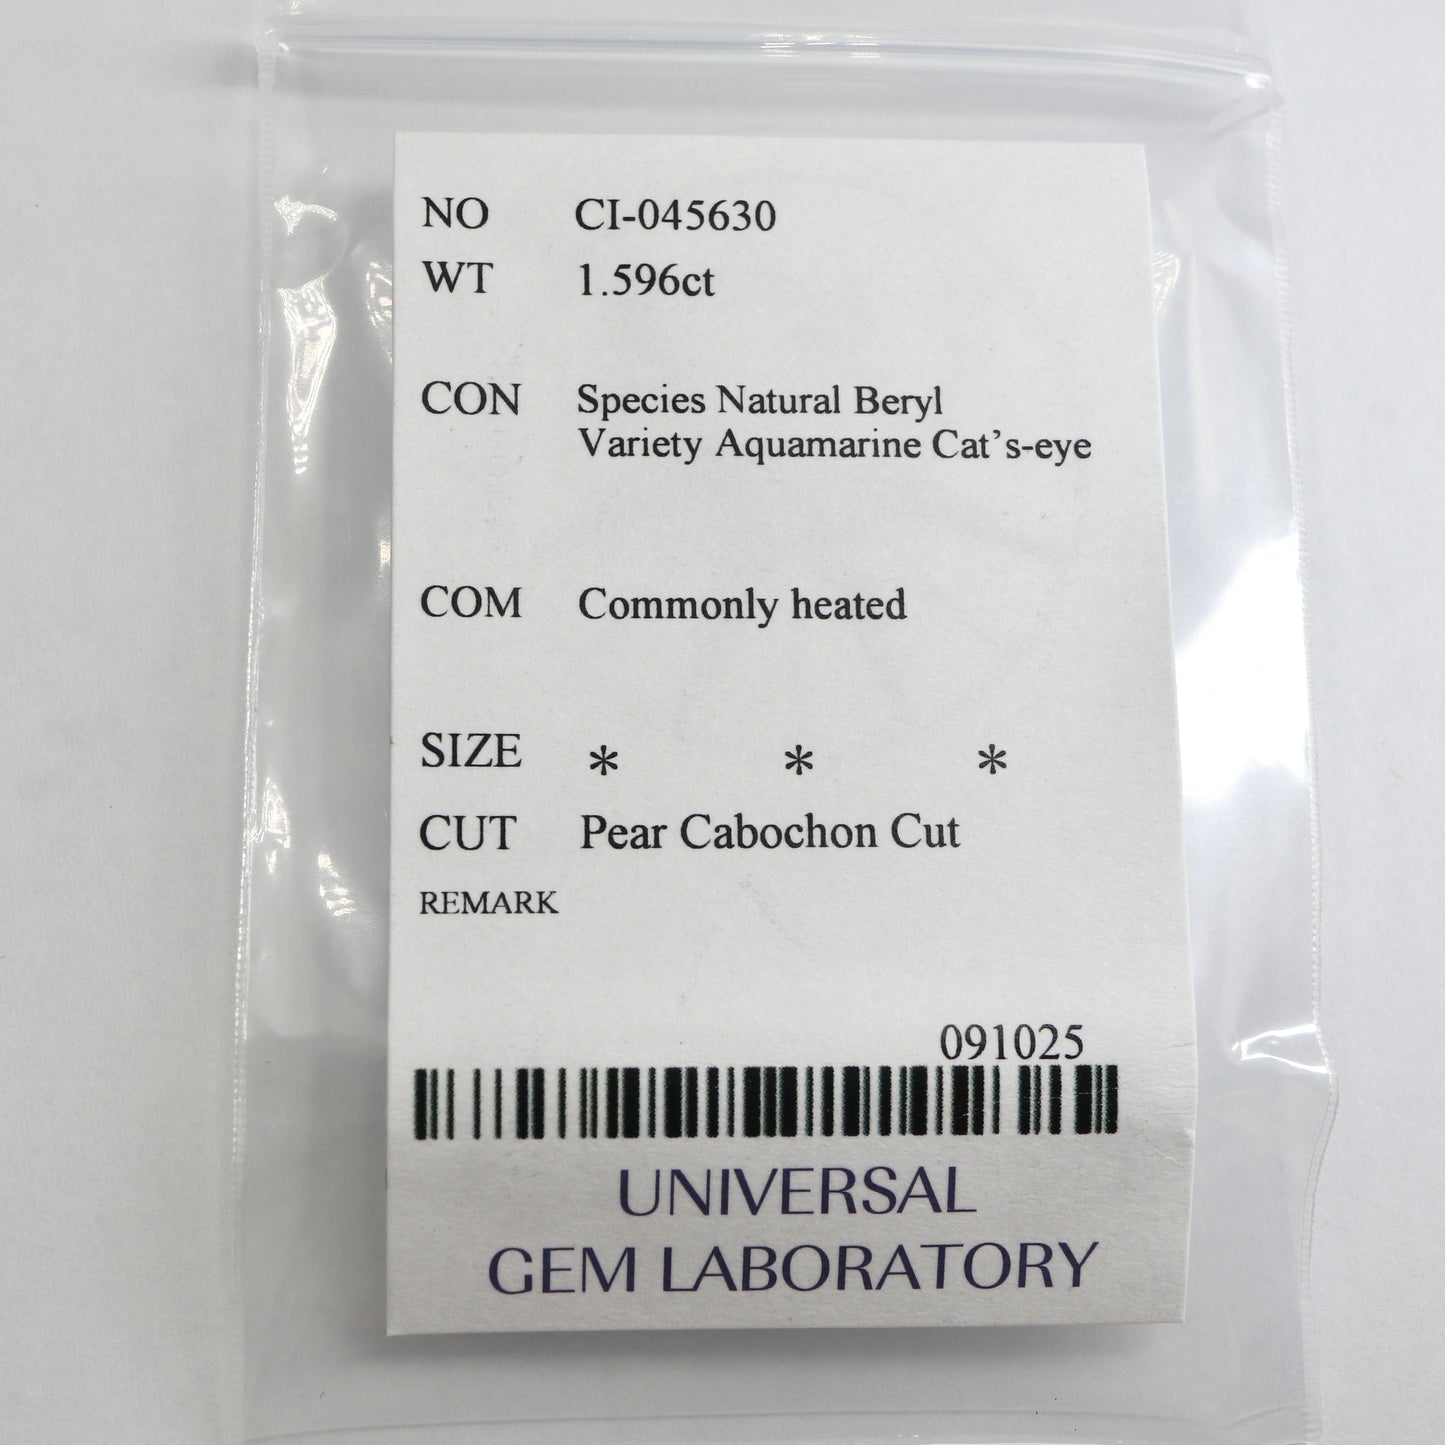 NO CI-045630
WT 1.596ct
CON Species Natural Beryl
Variety Aquamarine Cat's-eye
COM Commonly heated
SIZE * * *
CUT Pear Cabochon Cut
REMARK
091025
UNIVERSAL
GEM LABORATORY